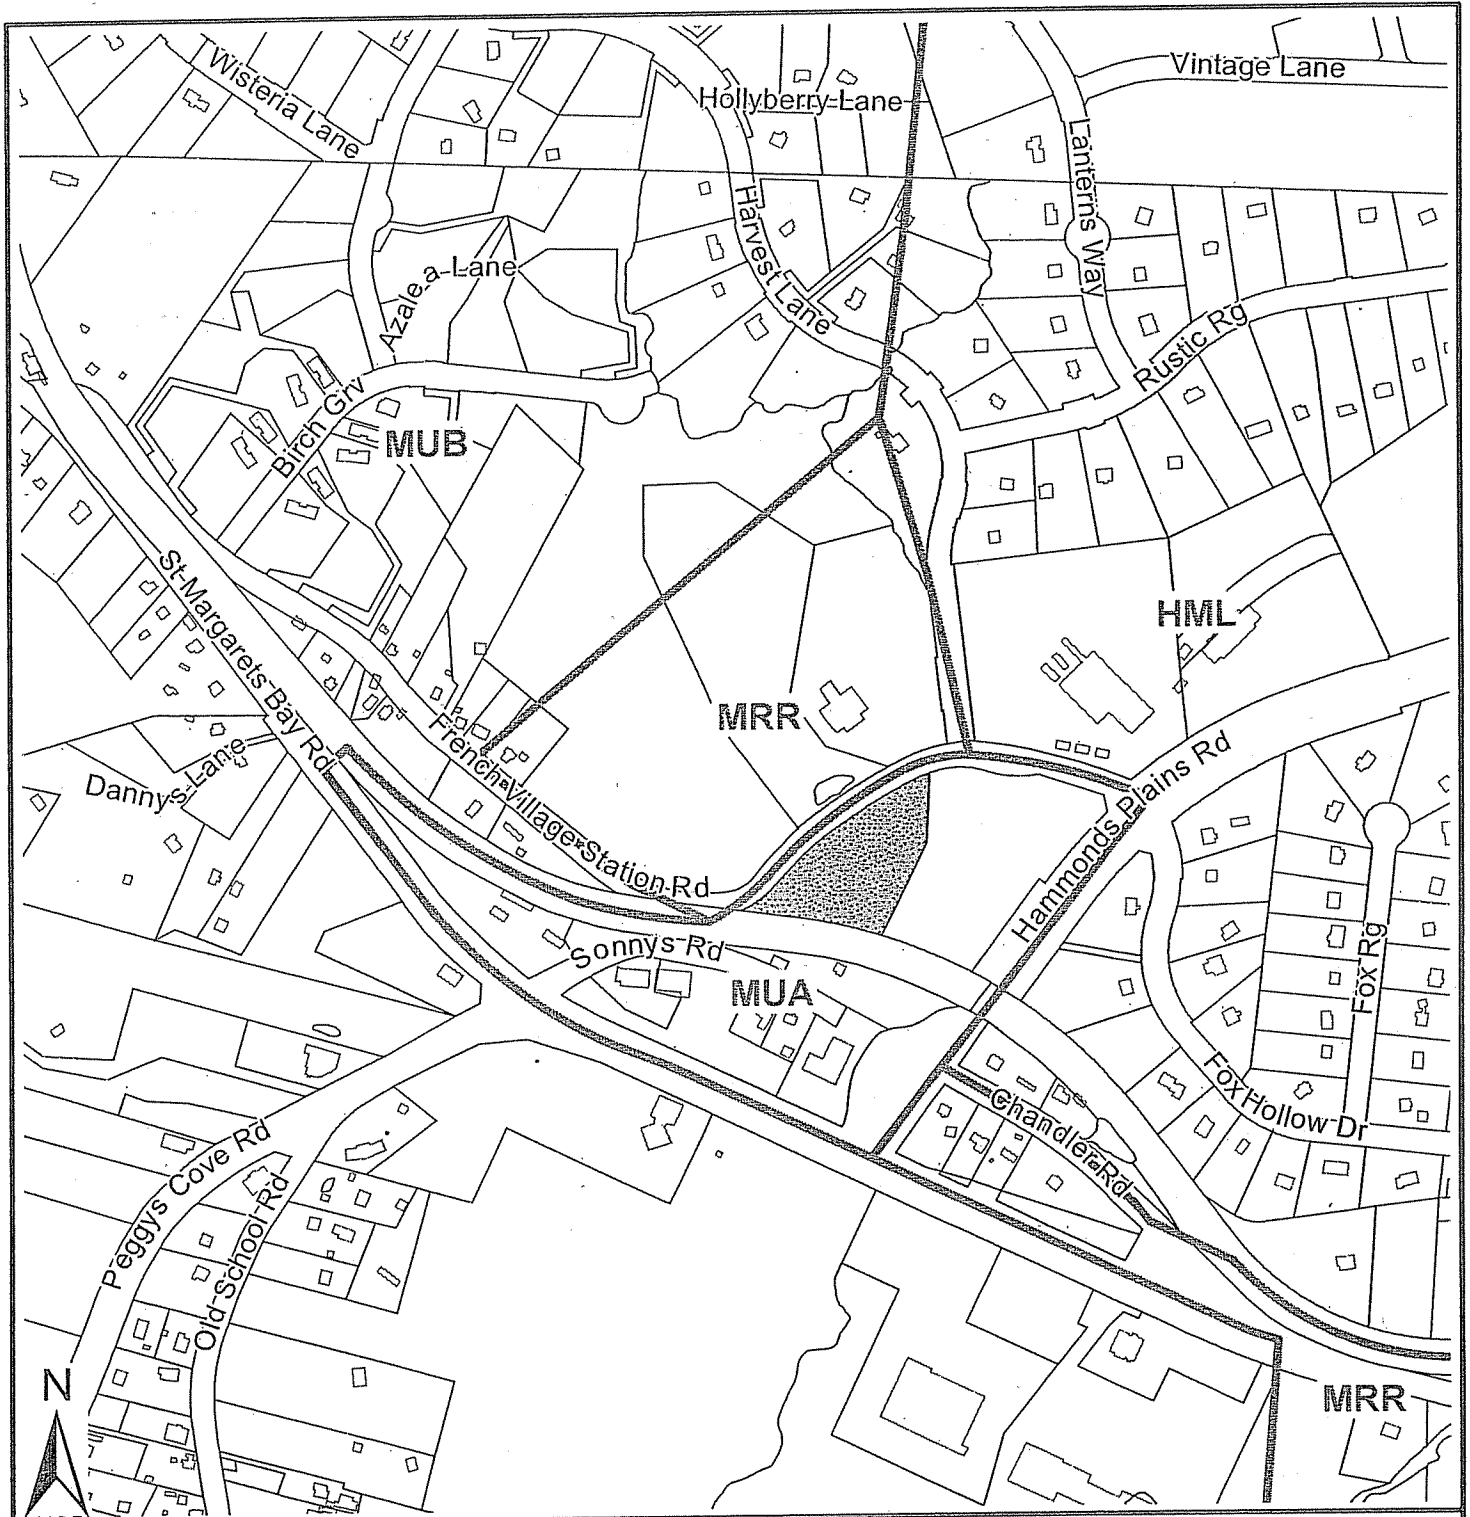 Wisteria Lane
Hollyberry Lane
Vintage Lane
Lanterns Way
Harvest Lane
Azalea Lane
Rustic Rg
Birch Grv
MUB
St Margarets Bay Rd
HML
MRR
French Village Station Rd
Dannys Lane
Hammonds Plains Rd
Sonnys Rd
MUA
Fox Rg
Fox Hollow Dr
Chandler Rd
Peggys Cove Rd
Old School Rd
N
MRR